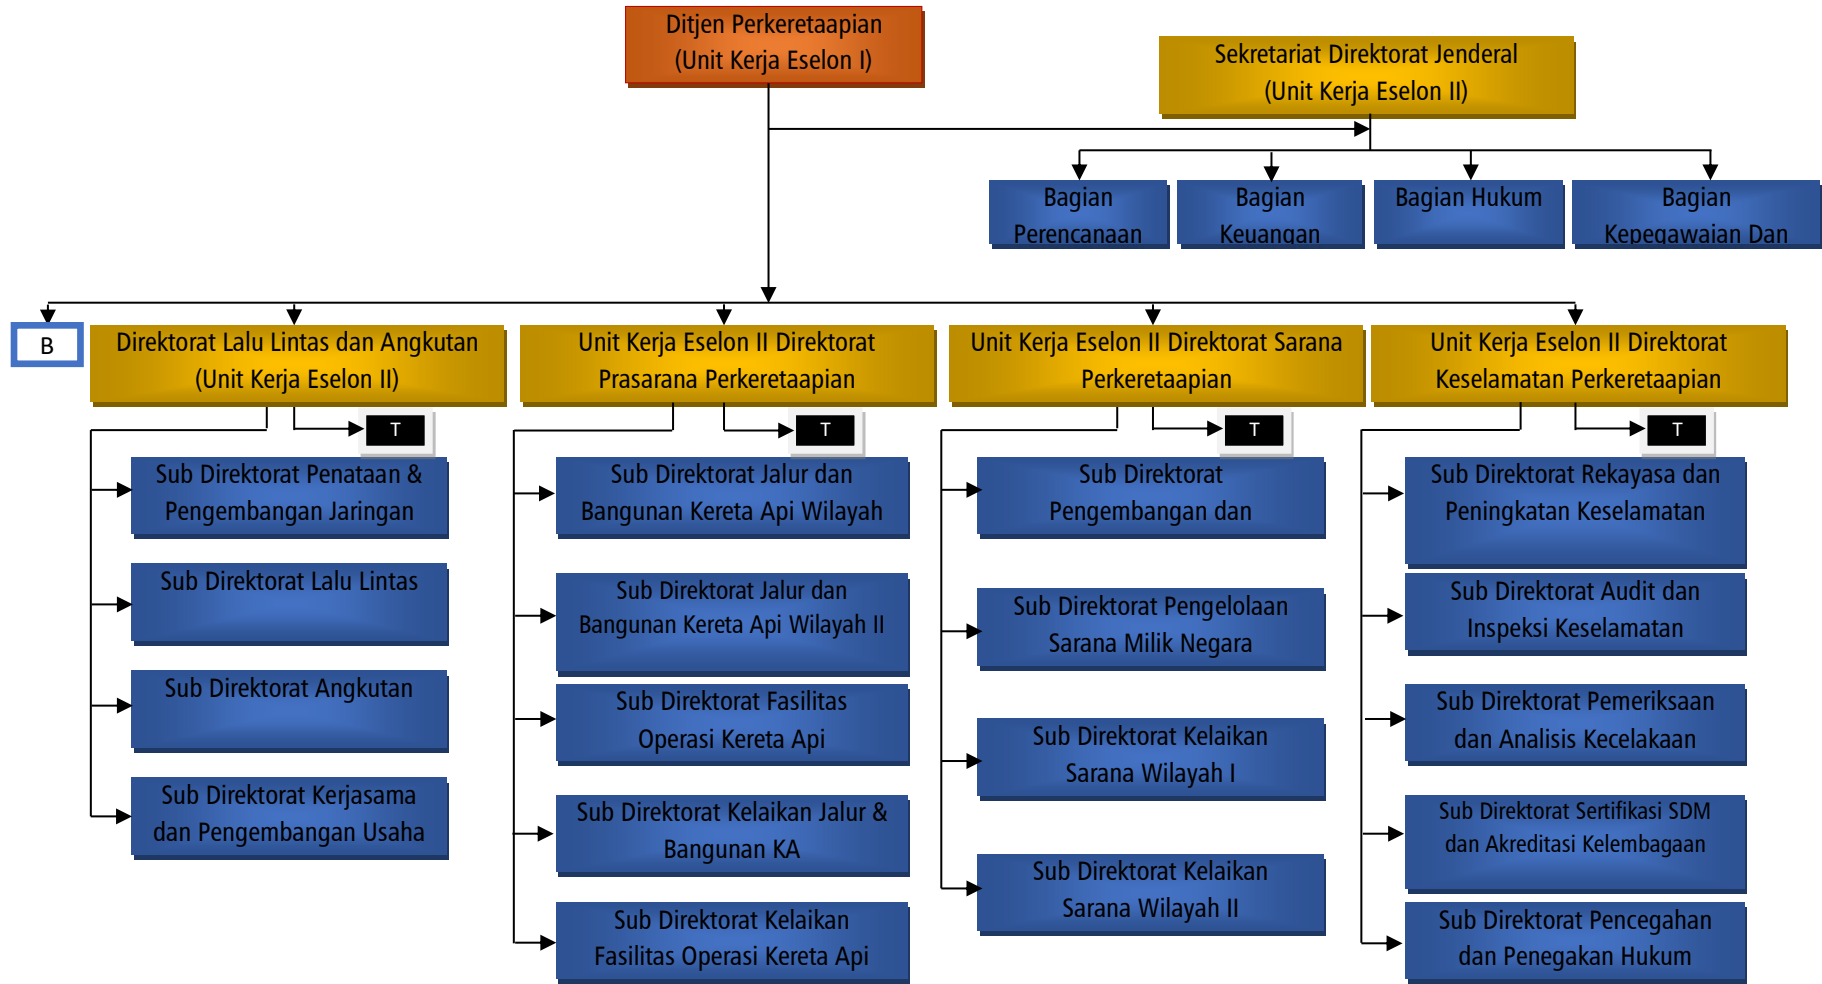 Ditjen Perkeretaapian
(Unit Kerja Eselon I)
Sekretariat Direktorat Jenderal
(Unit Kerja Eselon II)
Bagian
Perencanaan
Bagian
Keuangan
Bagian Hukum
Bagian
Kepegawaian Dan
B
Direktorat Lalu Lintas dan Angkutan
(Unit Kerja Eselon II)
T
Sub Direktorat Penataan &
Pengembangan Jaringan
Sub Direktorat Lalu Lintas
Sub Direktorat Angkutan
Sub Direktorat Kerjasama
dan Pengembangan Usaha
Unit Kerja Eselon II Direktorat
Prasarana Perkeretaapian
T
Sub Direktorat Jalur dan
Bangunan Kereta Api Wilayah
Sub Direktorat Jalur dan
Bangunan Kereta Api Wilayah II
Sub Direktorat Fasilitas
Operasi Kereta Api
Sub Direktorat Kelaikan Jalur &
Bangunan KA
Sub Direktorat Kelaikan
Fasilitas Operasi Kereta Api
Unit Kerja Eselon II Direktorat Sarana
Perkeretaapian
T
Sub Direktorat
Pengembangan dan
Sub Direktorat Pengelolaan
Sarana Milik Negara
Sub Direktorat Kelaikan
Sarana Wilayah I
Sub Direktorat Kelaikan
Sarana Wilayah II
Unit Kerja Eselon II Direktorat
Keselamatan Perkeretaapian
T
Sub Direktorat Rekayasa dan
Peningkatan Keselamatan
Sub Direktorat Audit dan
Inspeksi Keselamatan
Sub Direktorat Pemeriksaan
dan Analisis Kecelakaan
Sub Direktorat Sertifikasi SDM
dan Akreditasi Kelembagaan
Sub Direktorat Pencegahan
dan Penegakan Hukum